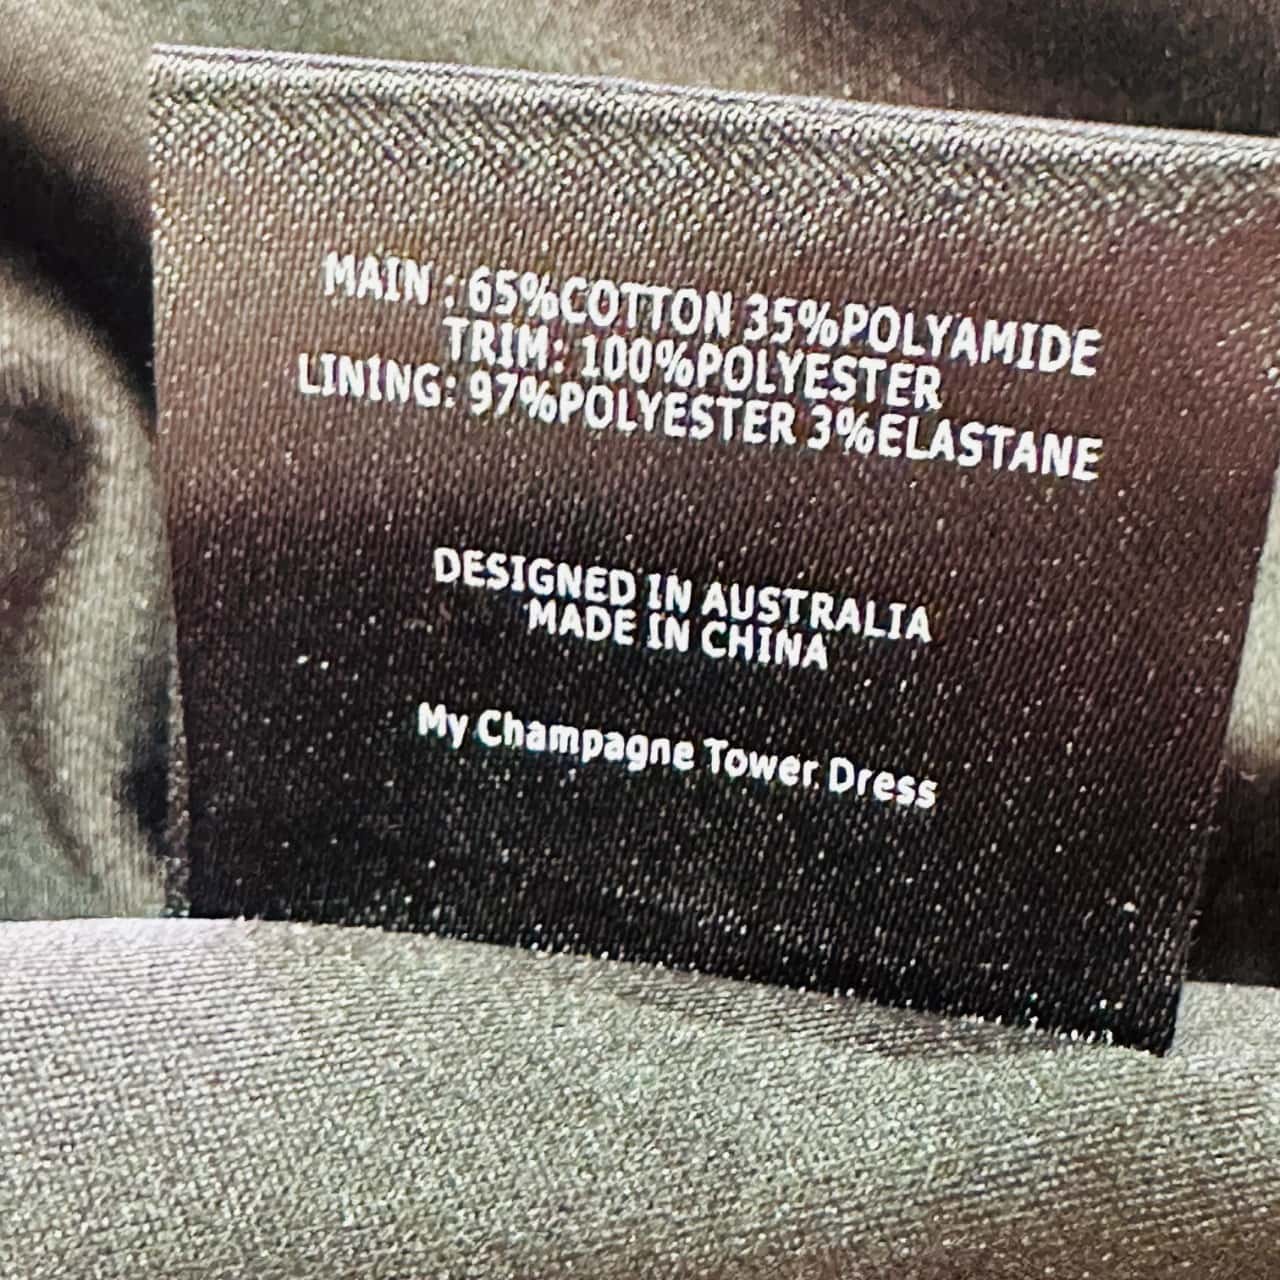 MAIN : 65%COTTON 35%POLYAMIDE
TRIM: 100%POLYESTER
LINING: 97%POLYESTER 3%ELASTANE
DESIGNED IN AUSTRALIA
MADE IN CHINA
My Champagne Tower Dress